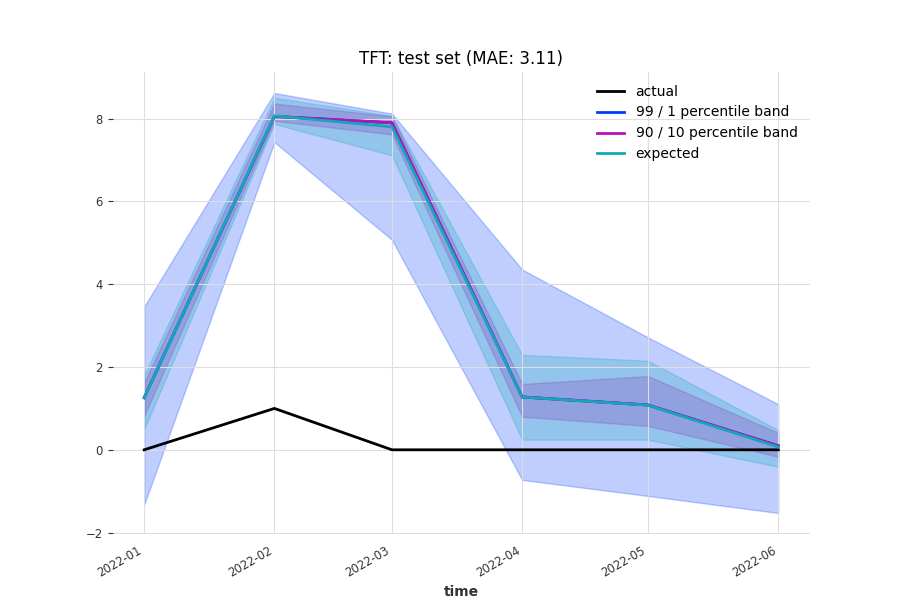 TFT: test set (MAE: 3.11)
actual
99 / 1 percentile band
90 / 10 percentile band
expected
8
6
4
2
0
−2
2022-01
2022-02
2022-03
2022-04
2022-05
2022-06
time